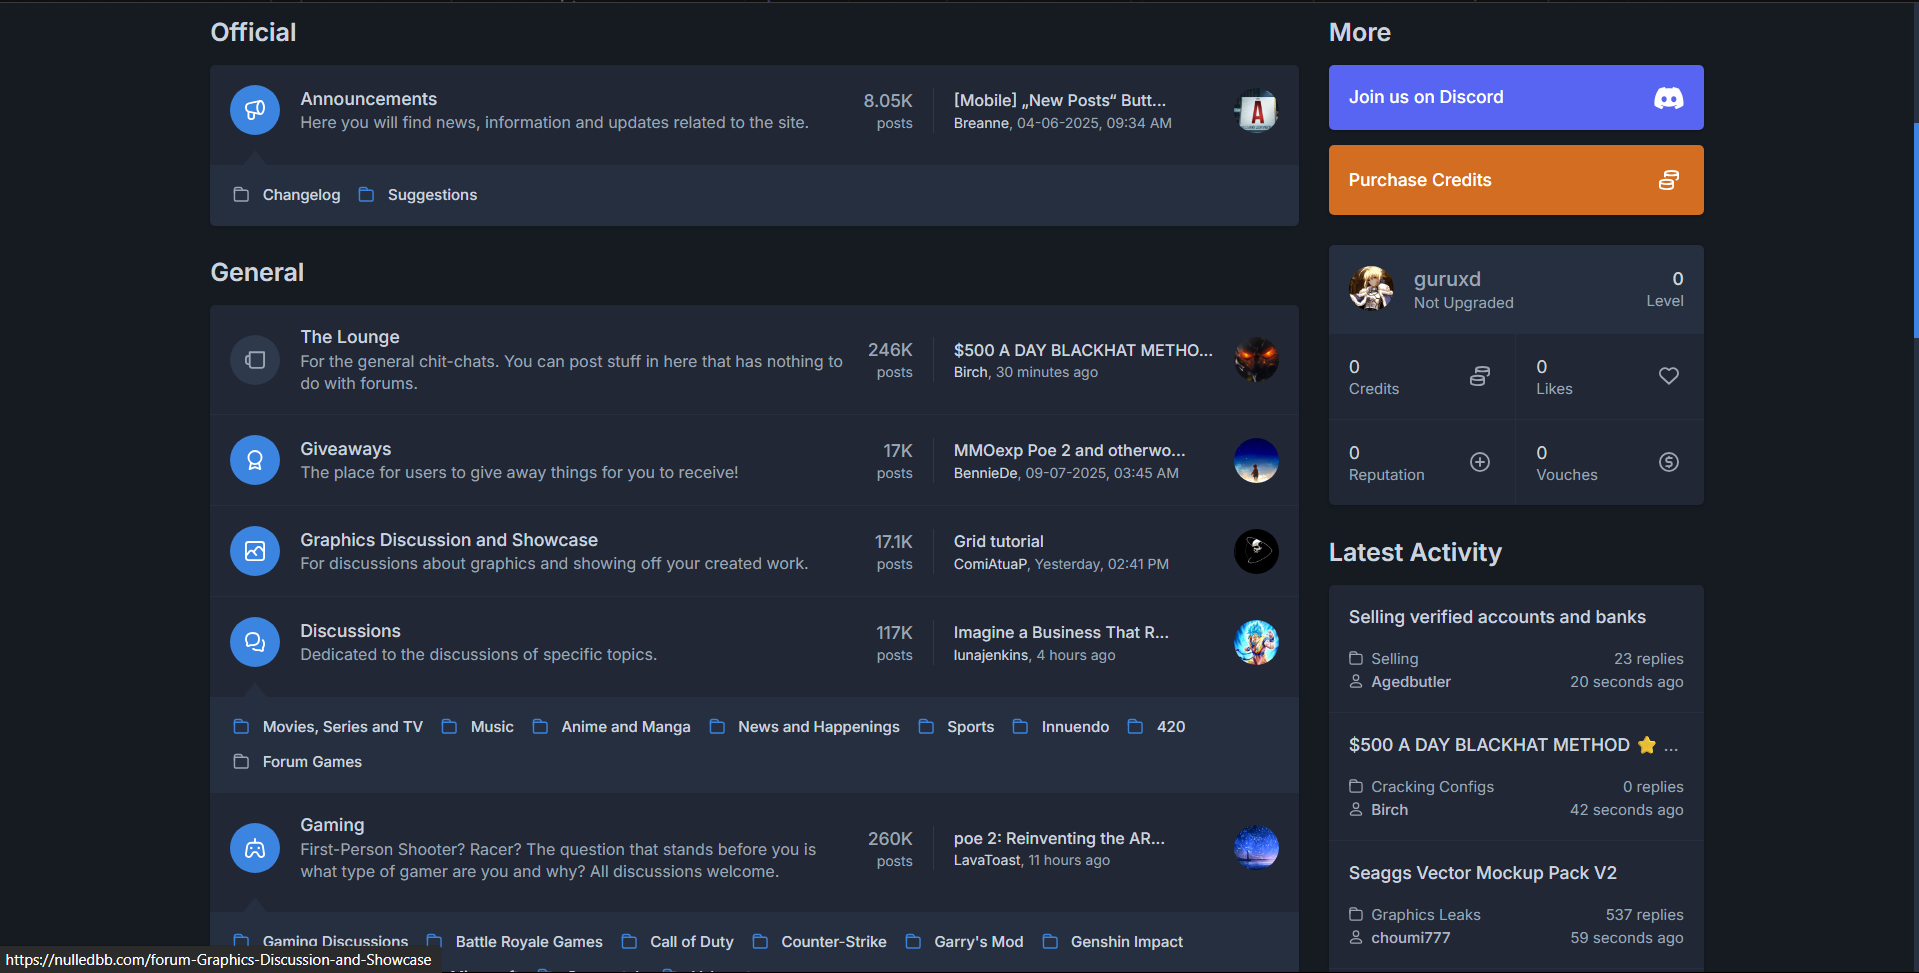 Official
Announcements
Here you will find news, information and updates related to the site.
8.05K
posts
[Mobile] „New Posts“ Butt...
Breanne, 04-06-2025, 09:34 AM
A
Changelog
Suggestions
General
The Lounge
For the general chit-chats. You can post stuff in here that has nothing to
do with forums.
246K
posts
$500 A DAY BLACKHAT METHO...
Birch, 30 minutes ago
Giveaways
The place for users to give away things for you to receive!
17K
posts
MMOexp Poe 2 and otherwo...
BennieDe, 09-07-2025, 03:45 AM
Graphics Discussion and Showcase
For discussions about graphics and showing off your created work.
17.1K
posts
Grid tutorial
ComiAtuaP, Yesterday, 02:41 PM
Discussions
Dedicated to the discussions of specific topics.
117K
posts
Imagine a Business That R...
lunajenkins, 4 hours ago
Movies, Series and TV Music Anime and Manga News and Happenings Sports Innuendo 420
Forum Games
Gaming
First-Person Shooter? Racer? The question that stands before you is
what type of gamer are you and why? All discussions welcome.
260K
posts
poe 2: Reinventing the AR...
LavaToast, 11 hours ago
Gaming Discussions Battle Royale Games Call of Duty Counter-Strike Garry's Mod Genshin Impact
https://nulledbb.com/forum-Graphics-Discussion-and-Showcase
More
Join us on Discord
Purchase Credits
guruxd
Not Upgraded
0
Level
0
Credits
0
Likes
0
Reputation
0
Vouches
Latest Activity
Selling verified accounts and banks
Selling 23 replies
Agedbutler 20 seconds ago
$500 A DAY BLACKHAT METHOD ⭐ ...
Cracking Configs 0 replies
Birch 42 seconds ago
Seaggs Vector Mockup Pack V2
Graphics Leaks 537 replies
choumi777 59 seconds ago